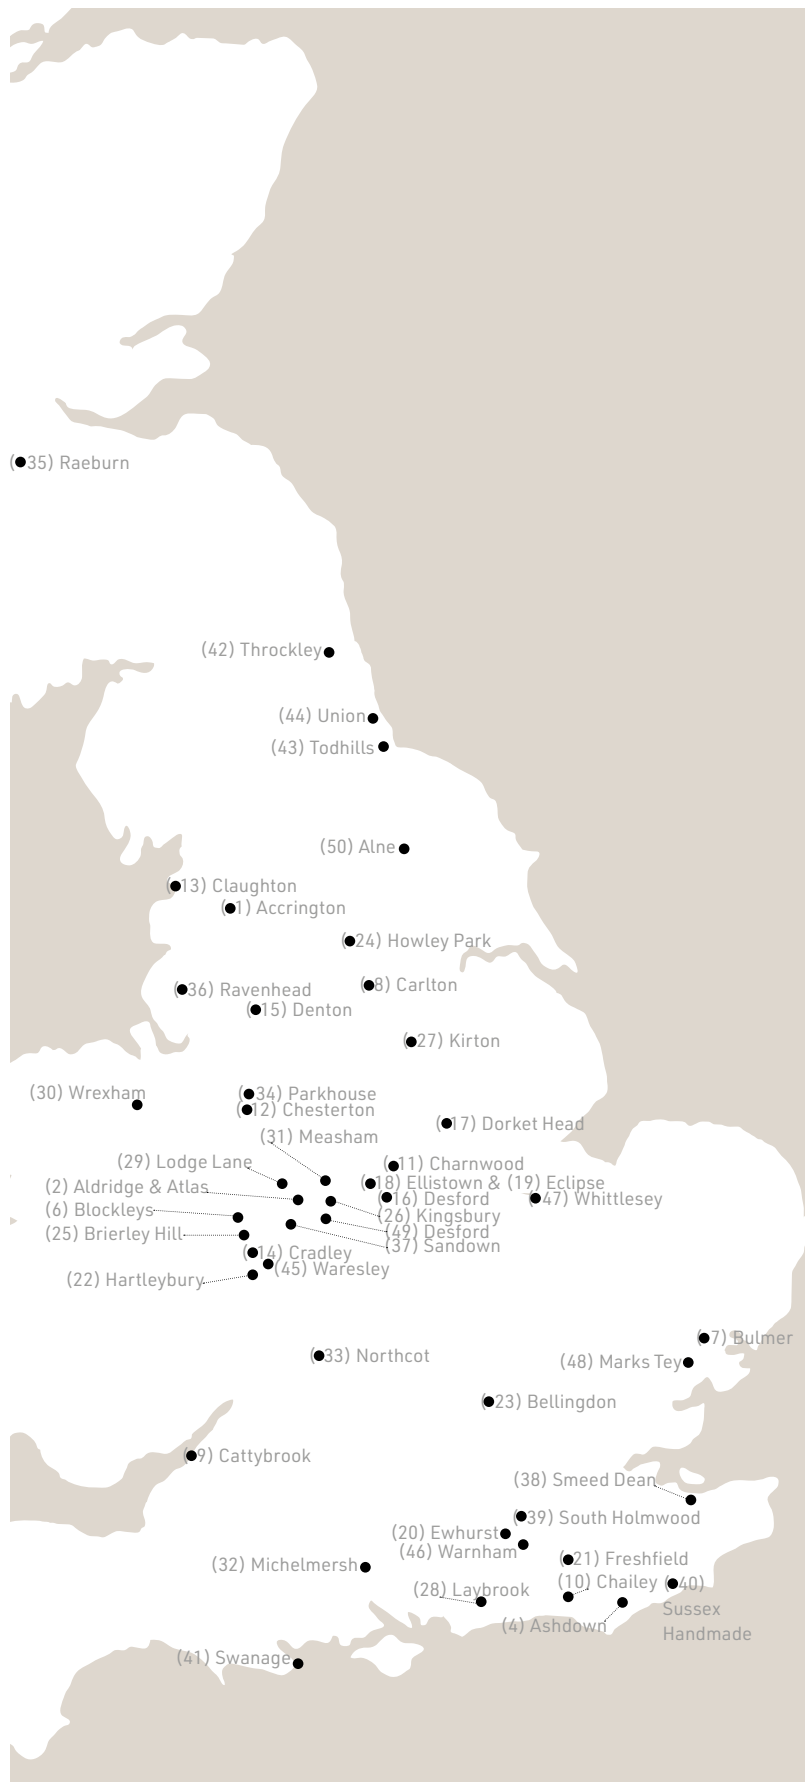 (35) Raeburn
(42) Throckley
(44) Union
(43) Todhills
(50) Alne
(13) Claughton
(1) Accrington
(24) Howley Park
(8) Carlton
(36) Ravenhead
(15) Denton
(27) Kirton
(30) Wrexham
(34) Parkhouse
(12) Chesterton
(17) Dorket Head
(31) Measham
(29) Lodge Lane
(11) Charnwood
(18) Ellistown & (19) Eclipse
(2) Aldridge & Atlas
(16) Desford
(47) Whittlesey
(6) Blockleys
(26) Kingsbury
(25) Brierley Hill
(49) Desford
(37) Sandown
(14) Cradley
(45) Waresley
(22) Hartleybury
(7) Bulmer
(33) Northcot
(48) Marks Tey
(23) Bellingdon
(9) Cattybrook
(38) Smeed Dean
(39) South Holmwood
(20) Ewhurst
(46) Warnham
(32) Michelmersh
(21) Freshfield
(10) Chailey
(40)
Sussex
Handmade
(28) Laybrook
(4) Ashdown
(41) Swanage